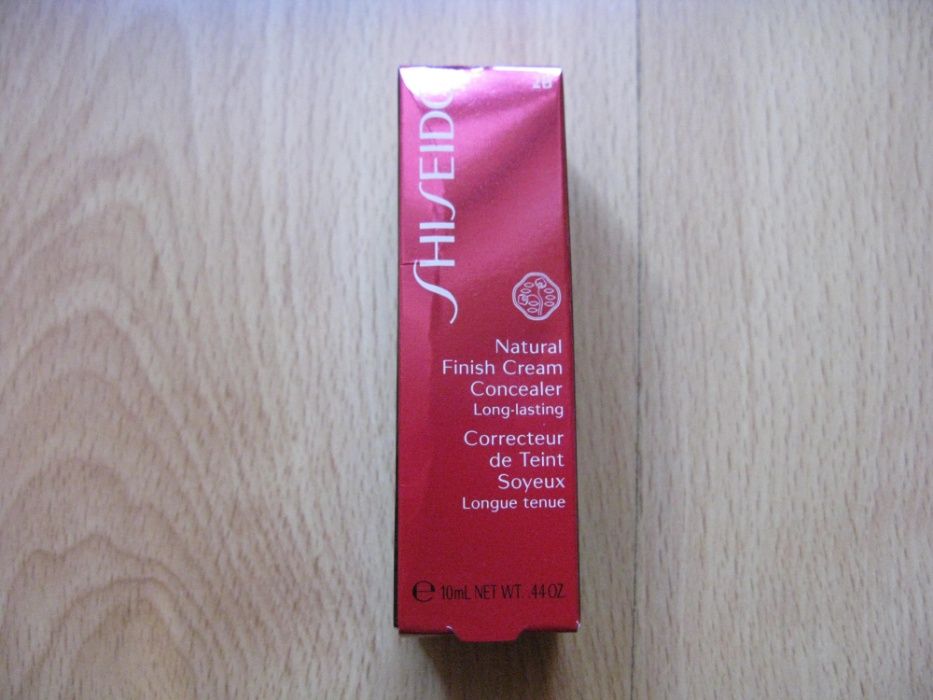 SHISEIDO
Natural
Finish Cream
Concealer
Long-lasting
Correcteur
de Teint
Soyeux
Longue tenue
℮ 10mL NET WT. .44 OZ.